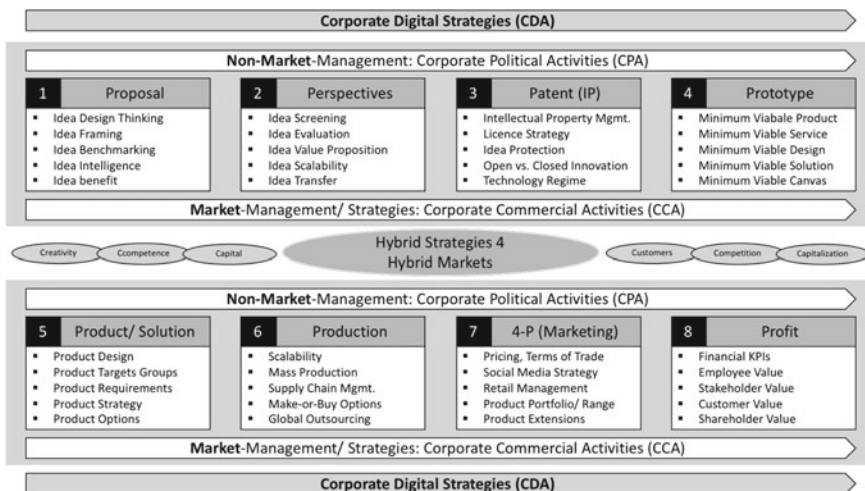 Corporate Digital Strategies (CDA)
Non-Market-Management: Corporate Political Activities (CPA)
1 Proposal
▪ Idea Design Thinking
▪ Idea Framing
▪ Idea Benchmarking
▪ Idea Intelligence
▪ Idea benefit
2 Perspectives
▪ Idea Screening
▪ Idea Evaluation
▪ Idea Value Proposition
▪ Idea Scalability
▪ Idea Transfer
3 Patent (IP)
▪ Intellectual Property Mgmt.
▪ Licence Strategy
▪ Idea Protection
▪ Open vs. Closed Innovation
▪ Technology Regime
4 Prototype
▪ Minimum Viabale Product
▪ Minimum Viable Service
▪ Minimum Viable Design
▪ Minimum Viable Solution
▪ Minimum Viable Canvas
Market-Management/ Strategies: Corporate Commercial Activities (CCA)
Creativity
Ccompetence
Capital
Hybrid Strategies 4
Hybrid Markets
Customers
Competition
Capitalization
Non-Market-Management: Corporate Political Activities (CPA)
5 Product/ Solution
▪ Product Design
▪ Product Targets Groups
▪ Product Requirements
▪ Product Strategy
▪ Product Options
6 Production
▪ Scalability
▪ Mass Production
▪ Supply Chain Mgmt.
▪ Make-or-Buy Options
▪ Global Outsourcing
7 4-P (Marketing)
▪ Pricing, Terms of Trade
▪ Social Media Strategy
▪ Retail Management
▪ Product Portfolio/ Range
▪ Product Extensions
8 Profit
▪ Financial KPIs
▪ Employee Value
▪ Stakeholder Value
▪ Customer Value
▪ Shareholder Value
Market-Management/ Strategies: Corporate Commercial Activities (CCA)
Corporate Digital Strategies (CDA)